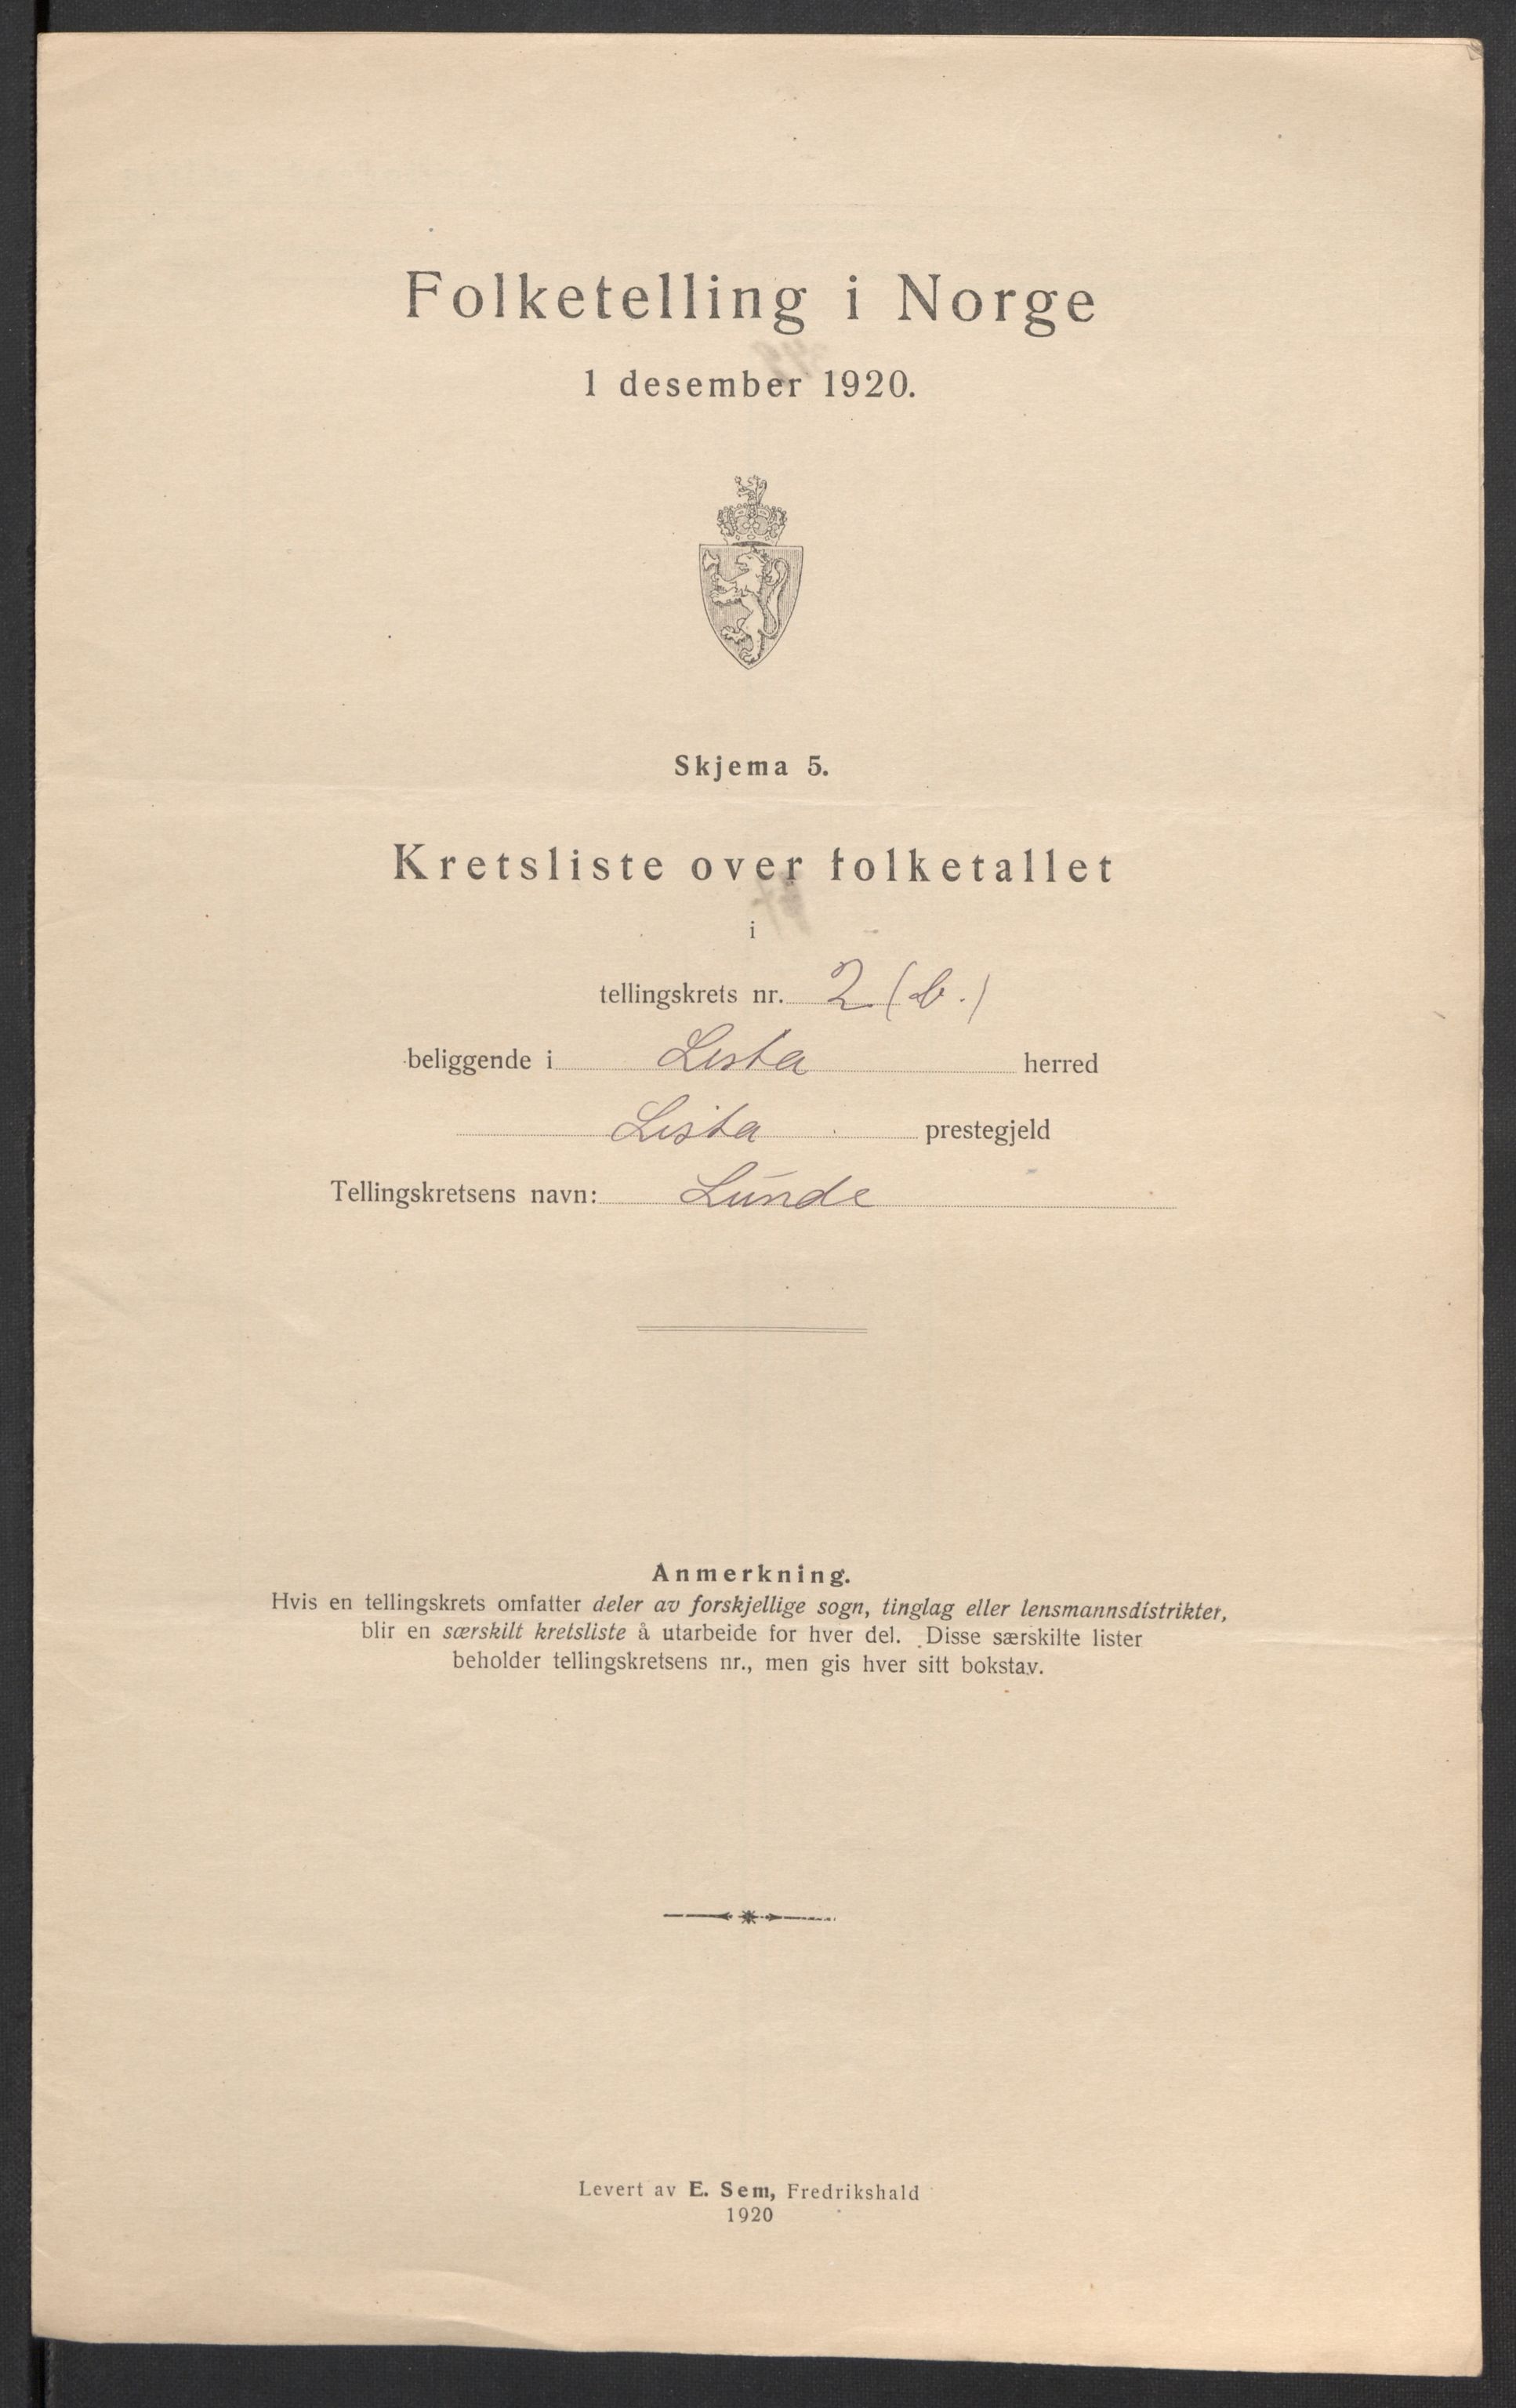 Folketelling i Norge
1 desember 1920.
Skjema 5.
Kretsliste over folketallet
i
tellingskrets nr. 2 (b.)
beliggende i Lista herred
Lista prestegjeld
Tellingskretsens navn: Lunde
Anmerkning.
Hvis en tellingskrets omfatter deler av forskjellige sogn, tinglag eller lensmannsdistrikter,
blir en særskilt kretsliste å utarbeide for hver del. Disse særskilte lister
beholder tellingskretsens nr., men gis hver sitt bokstav.
Levert av E. Sem, Fredrikshald
1920